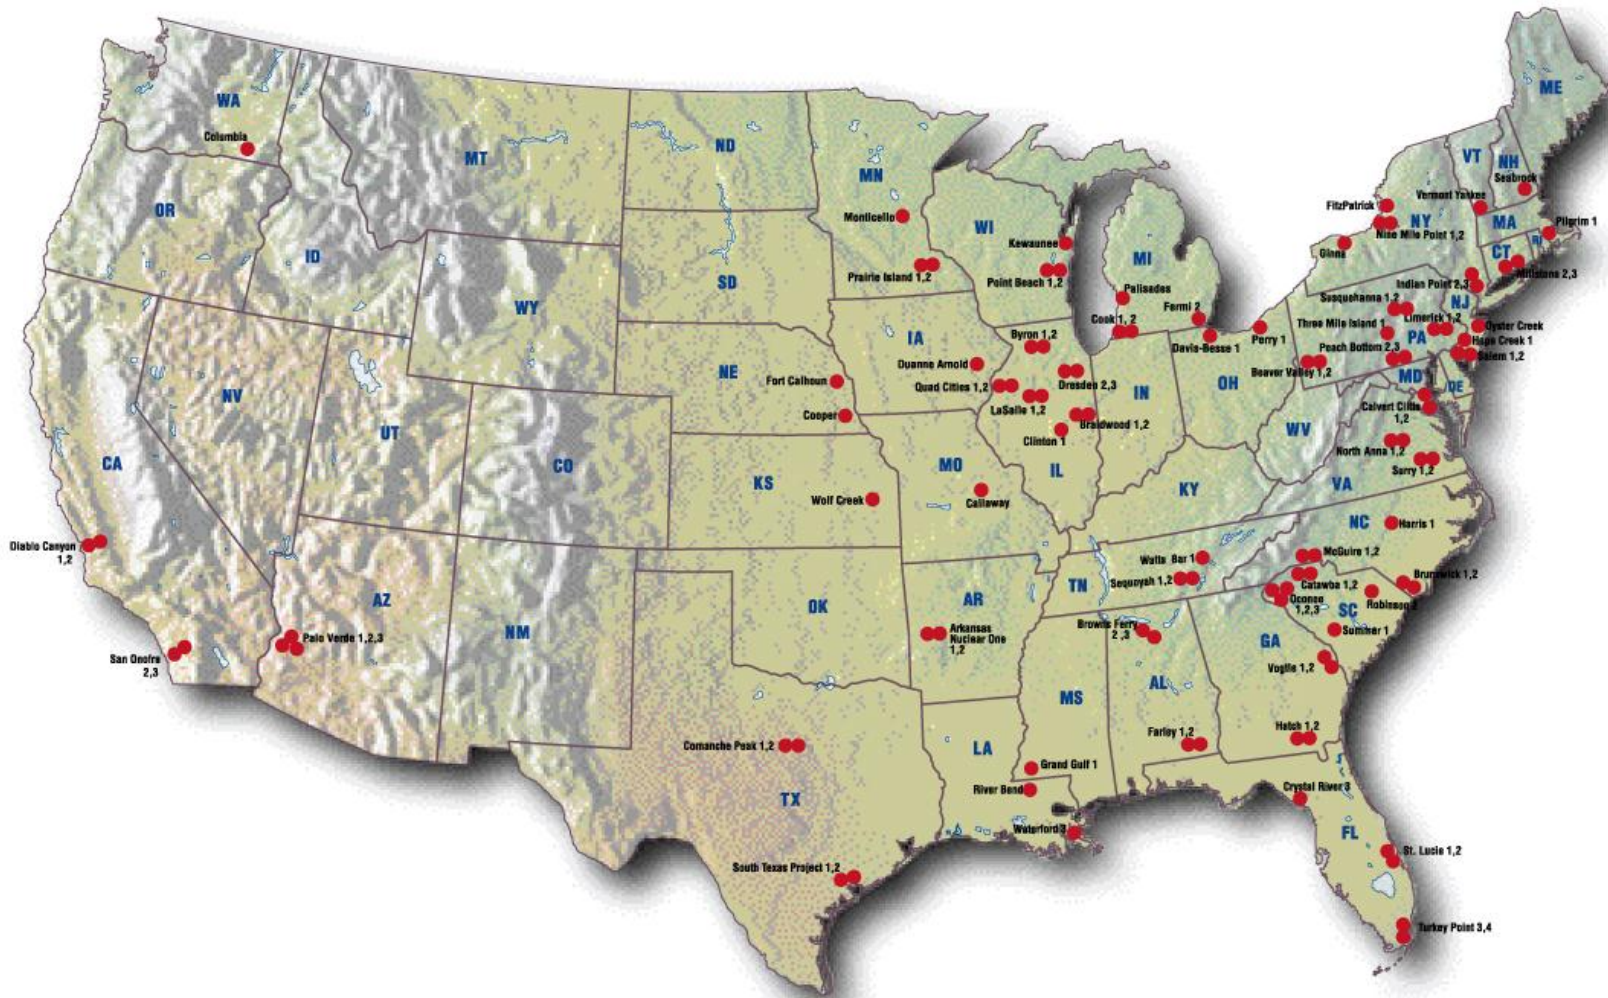 WA
Columbia
OR
MT
ID
WY
ND
SD
NE
Fort Calhoun
Cooper
KS
Wolf Creek
NV
UT
CO
CA
Diablo Canyon
1,2
San Onofre
2,3
AZ
Palo Verde 1,2,3
NM
OK
TX
Comanche Peak 1,2
South Texas Project 1,2
MN
Monticello
Prairie Island 1,2
WI
Kewaunee
Point Beach 1,2
MI
Palisades
Cook 1, 2
Fermi 2
IA
Duanne Arnold
Quad Cities 1,2
Byron 1,2
Dresden 2,3
LaSalle 1,2
Braidwood 1,2
Clinton 1
IL
IN
OH
Davis-Besse 1
Perry 1
MO
Callaway
KY
WV
AR
Arkansas
Nuclear One
1,2
TN
Watts Bar 1
Sequoyah 1,2
Browns Ferry
2 ,3
MS
AL
Farley 1,2
GA
Hatch 1,2
Vogtle 1,2
LA
Grand Gulf 1
River Bend
Waterford 3
FL
Crystal River 3
St. Lucie 1,2
Turkey Point 3,4
SC
Summer 1
Robinson 2
Oconee
1,2,3
Catawba 1,2
McGuire 1,2
Brunswick 1,2
NC
Harris 1
VA
Surry 1,2
North Anna 1,2
Calvert Cliffs
1,2
MD
DE
PA
Beaver Valley 1,2
Peach Bottom 2,3
Three Mile Island 1
Susquehanna 1,2
Limerick 1,2
NJ
Oyster Creek
Hope Creek 1
Salem 1,2
Indian Point 2,3
NY
FitzPatrick
Nine Mile Point 1,2
Ginna
CT
Millstone 2,3
RI
MA
Pilgrim 1
Vermont Yankee
VT
NH
Seabrook
ME